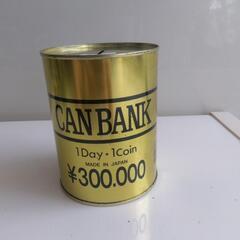 CAN BANK
1Day・1Coin
MADE IN JAPAN
¥300.000